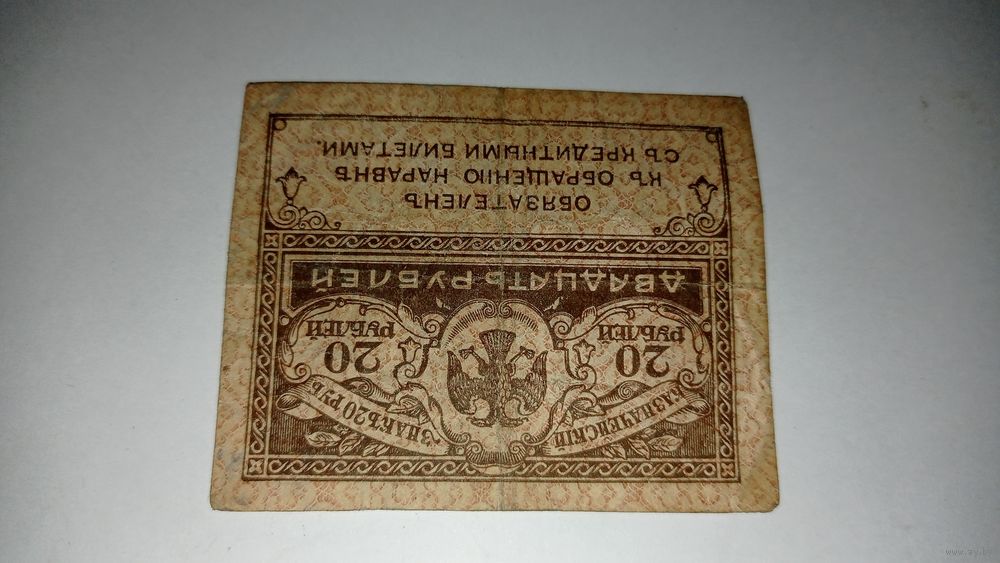 КАЗНАЧЕЙСКІЙ
ЗНАКЪ 20 РУБ.
20
РУБЛЕЙ
20
РУБЛЕЙ
ДВАДЦАТЬ РУБЛЕЙ
ОБЯЗАТЕЛЕНЪ
КЪ ОБРАЩЕНІЮ НАРАВНѢ
СЪ КРЕДИТНЫМИ БИЛЕТАМИ.